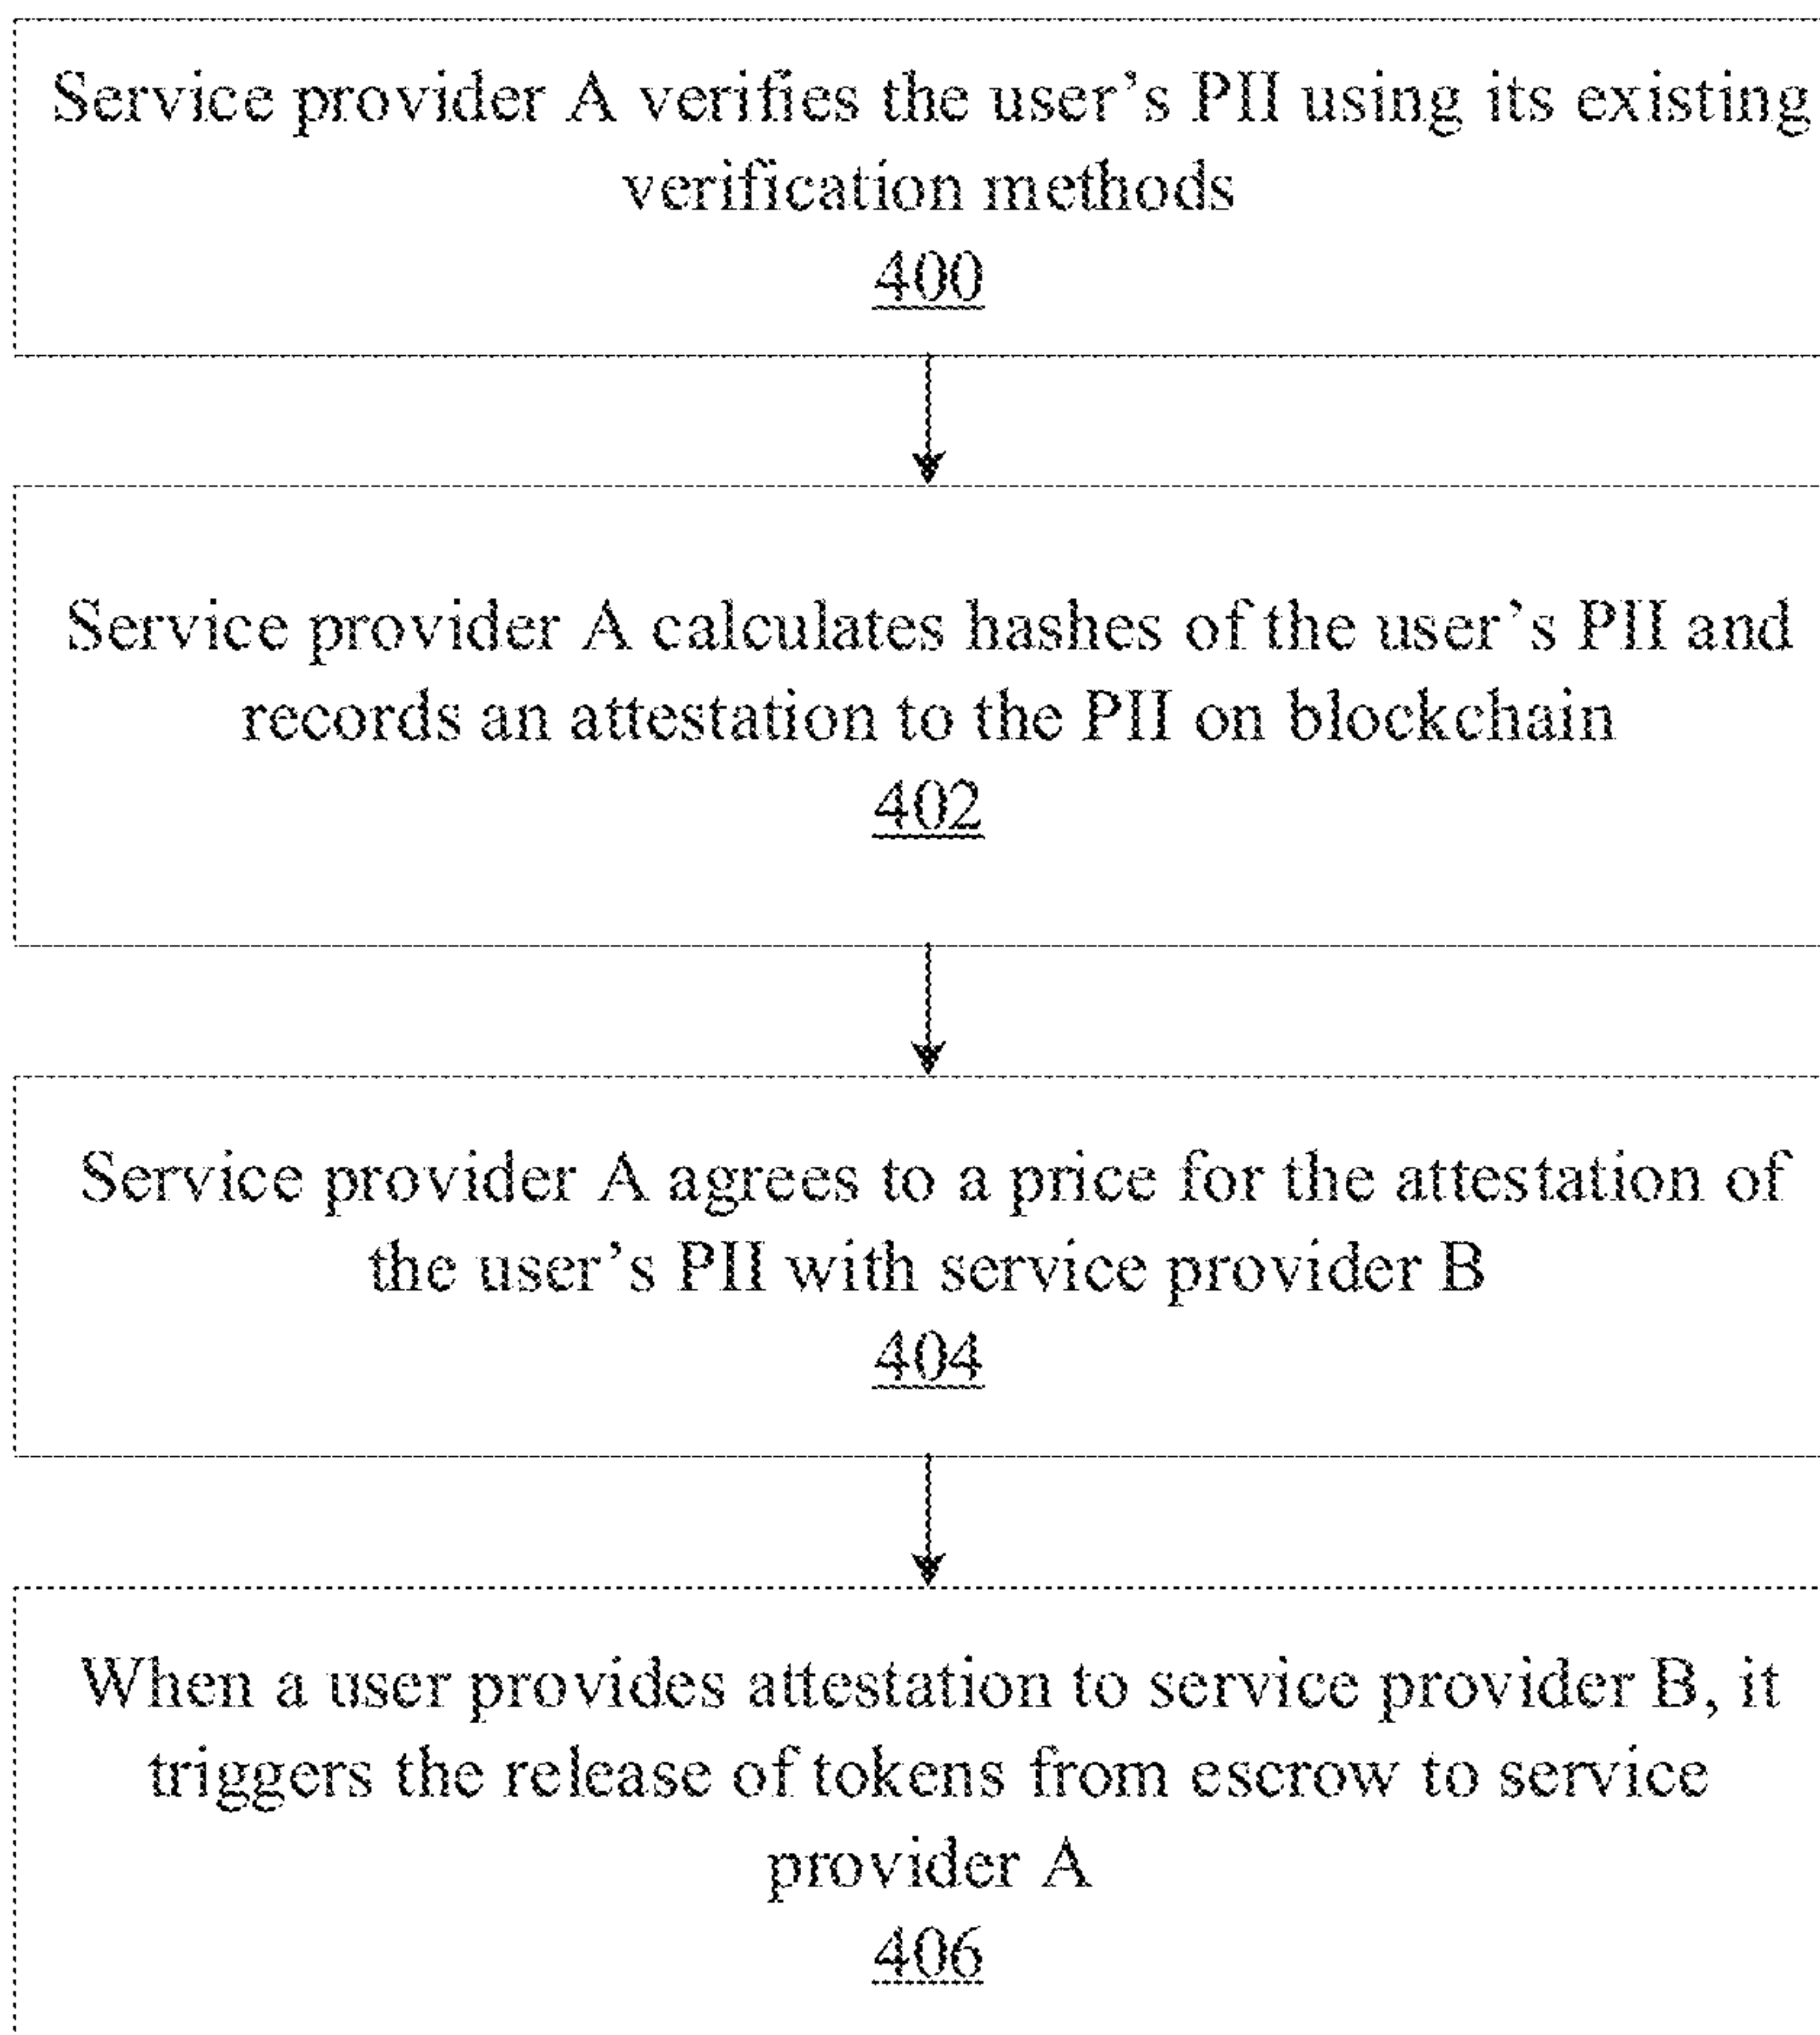 Service provider A verifies the user’s PII using its existing
verification methods
400
Service provider A calculates hashes of the user’s PII and
records an attestation to the PII on blockchain
402
Service provider A agrees to a price for the attestation of
the user’s PII with service provider B
404
When a user provides attestation to service provider B, it
triggers the release of tokens from escrow to service
provider A
406